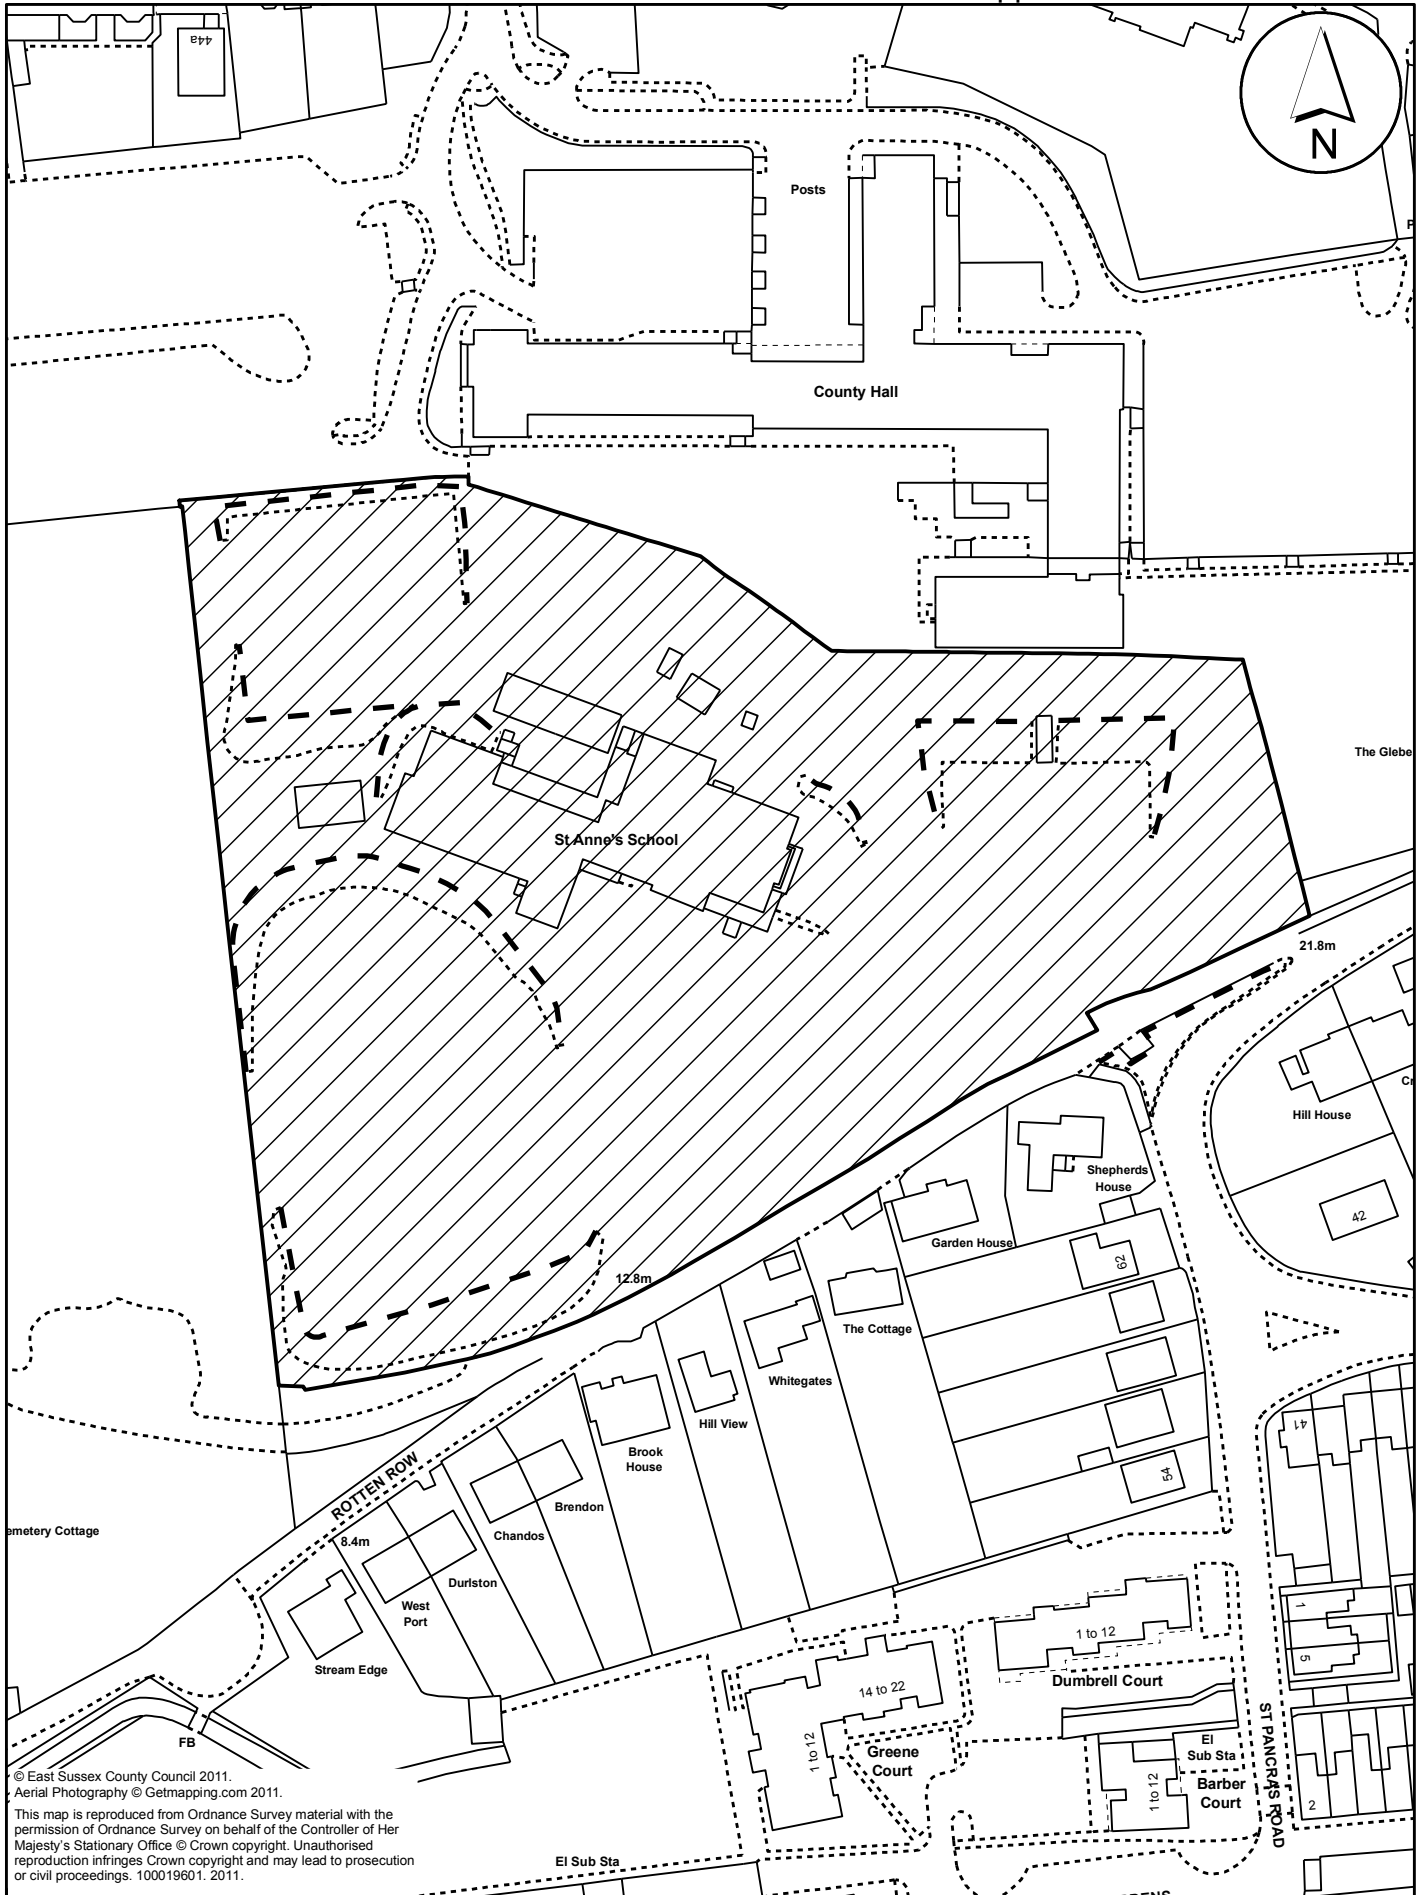 44a
N
Posts
County Hall
The Glebe
St Anne's School
21.8m
Hill House
Shepherds
House
42
Garden House
62
12.8m
The Cottage
Whitegates
Hill View
41
Brook
House
54
ROTTEN ROW
Brendon
Chandos
emetery Cottage
8.4m
Durlston
West
Port
1
1 to 12
5
Stream Edge
Dumbrell Court
14 to 22
ST PANCRAS ROAD
FB
1 to 12
Greene
Court
El
Sub Sta
1 to 12
Barber
Court
2
© East Sussex County Council 2011.
Aerial Photography © Getmapping.com 2011.
This map is reproduced from Ordnance Survey material with the
permission of Ordnance Survey on behalf of the Controller of Her
Majesty's Stationary Office © Crown copyright. Unauthorised
reproduction infringes Crown copyright and may lead to prosecution
or civil proceedings. 100019601. 2011.
El Sub Sta